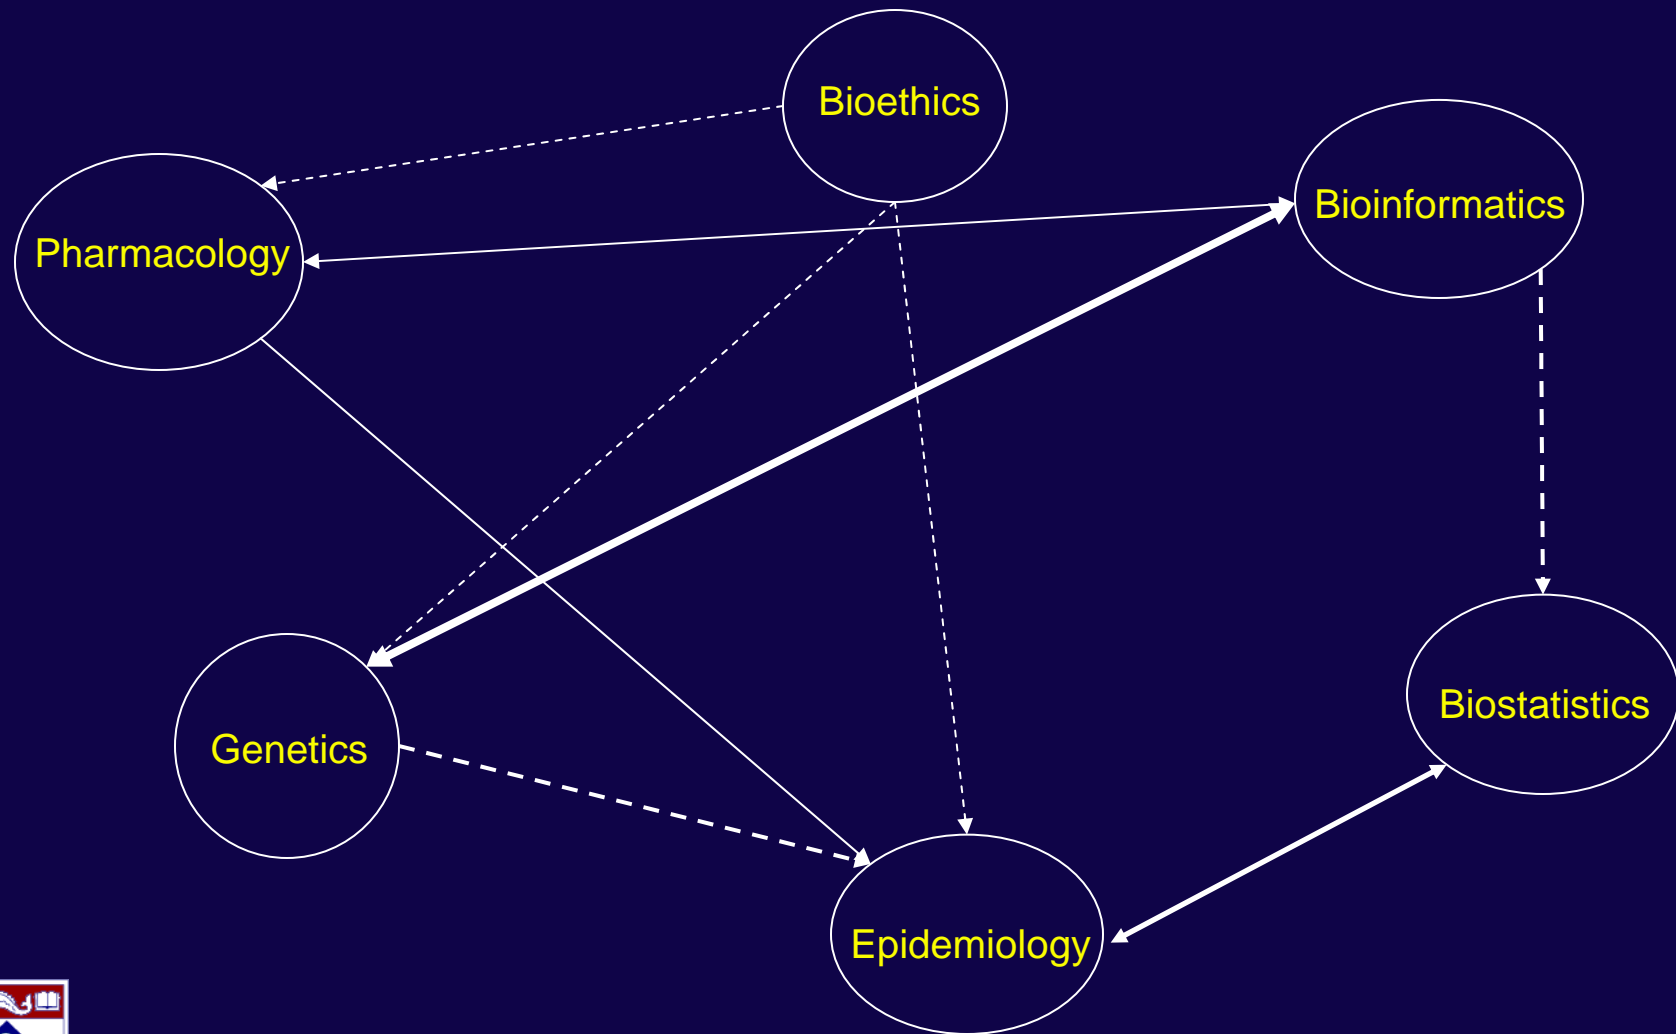 Bioethics
Bioinformatics
Pharmacology
Biostatistics
Genetics
Epidemiology